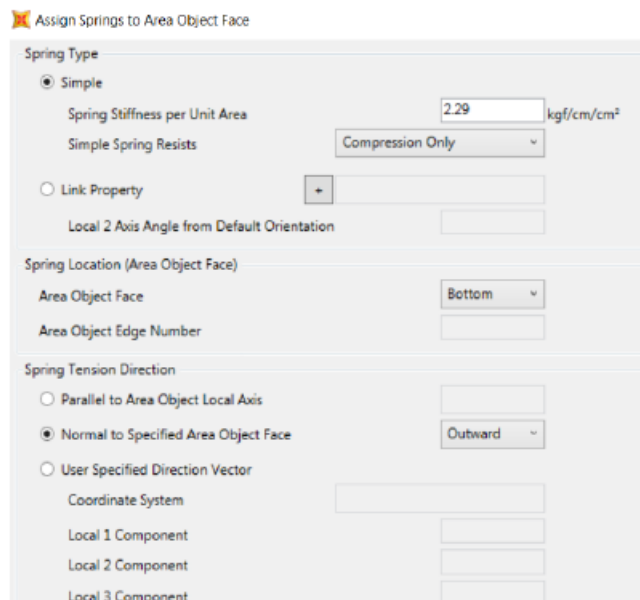 Assign Springs to Area Object Face
Spring Type
Simple
Spring Stiffness per Unit Area 2.29 kgf/cm/cm²
Simple Spring Resists Compression Only
Link Property +
Local 2 Axis Angle from Default Orientation
Spring Location (Area Object Face)
Area Object Face Bottom
Area Object Edge Number
Spring Tension Direction
Parallel to Area Object Local Axis
Normal to Specified Area Object Face Outward
User Specified Direction Vector
Coordinate System
Local 1 Component
Local 2 Component
Local 3 Component